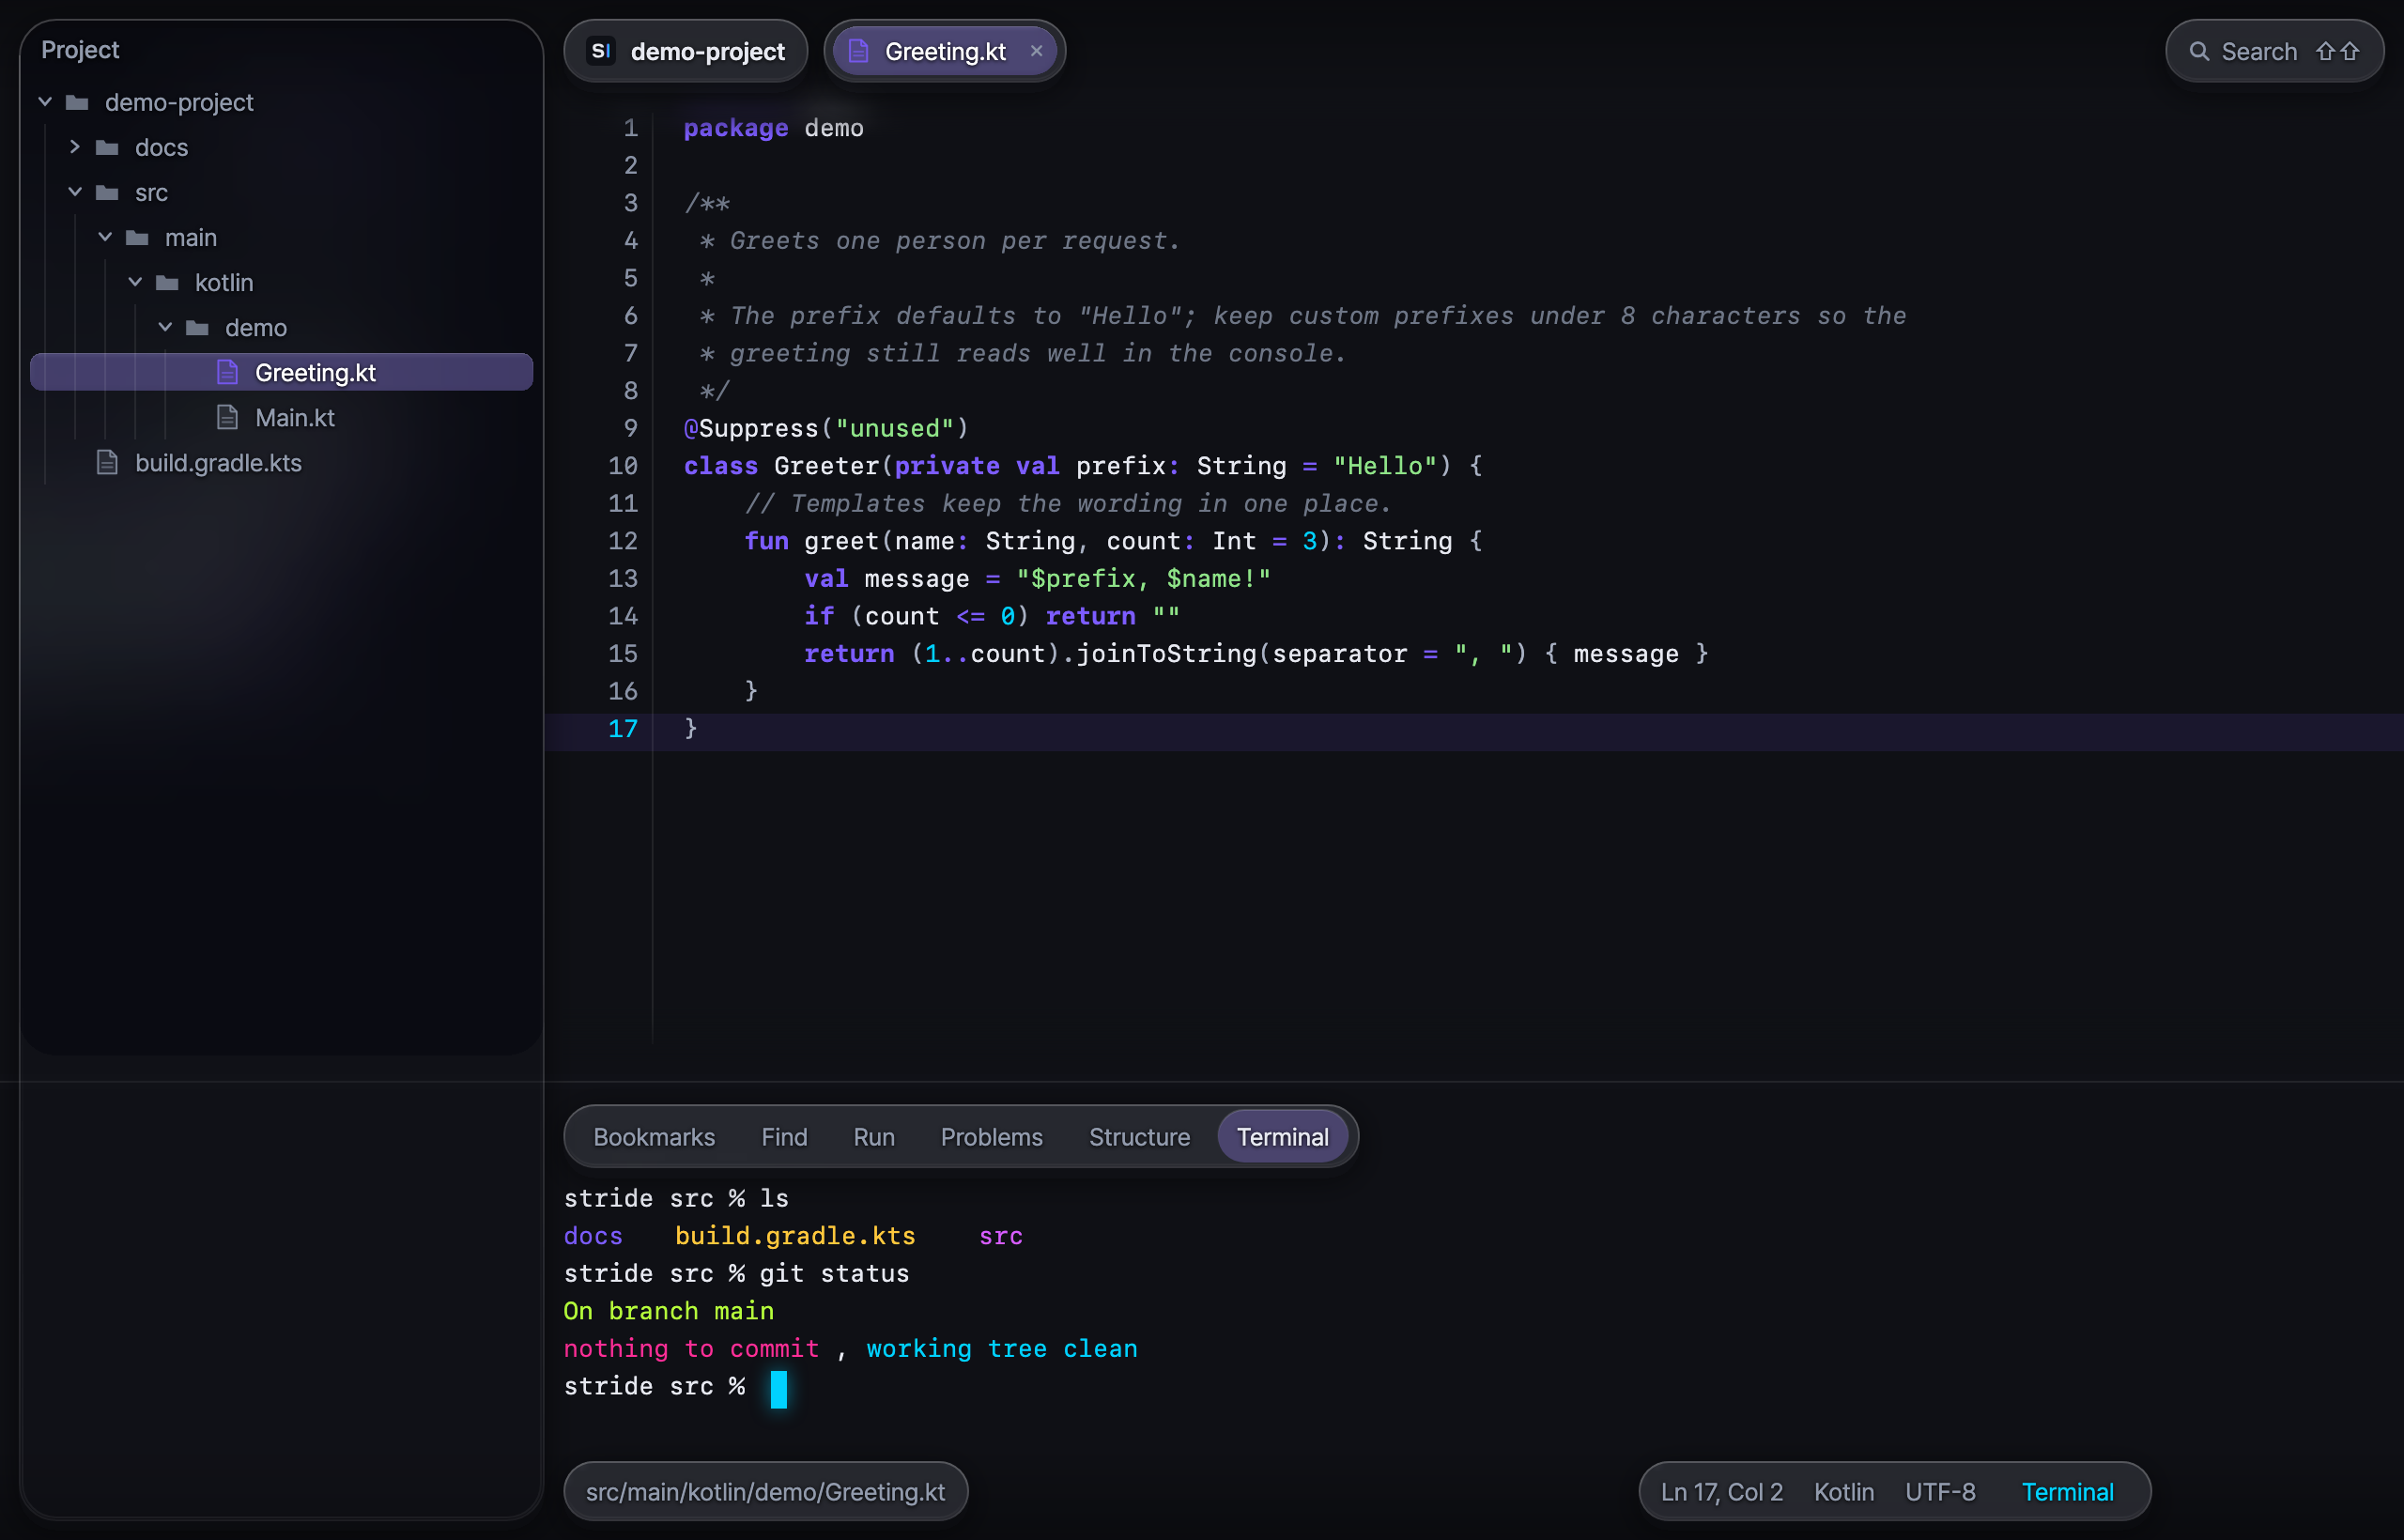 Project
demo-project
docs
src
main
kotlin
demo
Greeting.kt
Main.kt
build.gradle.kts
SI demo-project
Greeting.kt ×
Search ⇧⇧
1 package demo
2
3 /**
4  * Greets one person per request.
5  *
6  * The prefix defaults to "Hello"; keep custom prefixes under 8 characters so the
7  * greeting still reads well in the console.
8  */
9 @Suppress("unused")
10 class Greeter(private val prefix: String = "Hello") {
11     // Templates keep the wording in one place.
12     fun greet(name: String, count: Int = 3): String {
13         val message = "$prefix, $name!"
14         if (count <= 0) return ""
15         return (1..count).joinToString(separator = ", ") { message }
16     }
17 }
Bookmarks Find Run Problems Structure Terminal
stride src % ls
docs build.gradle.kts src
stride src % git status
On branch main
nothing to commit , working tree clean
stride src %
src/main/kotlin/demo/Greeting.kt
Ln 17, Col 2 Kotlin UTF-8 Terminal